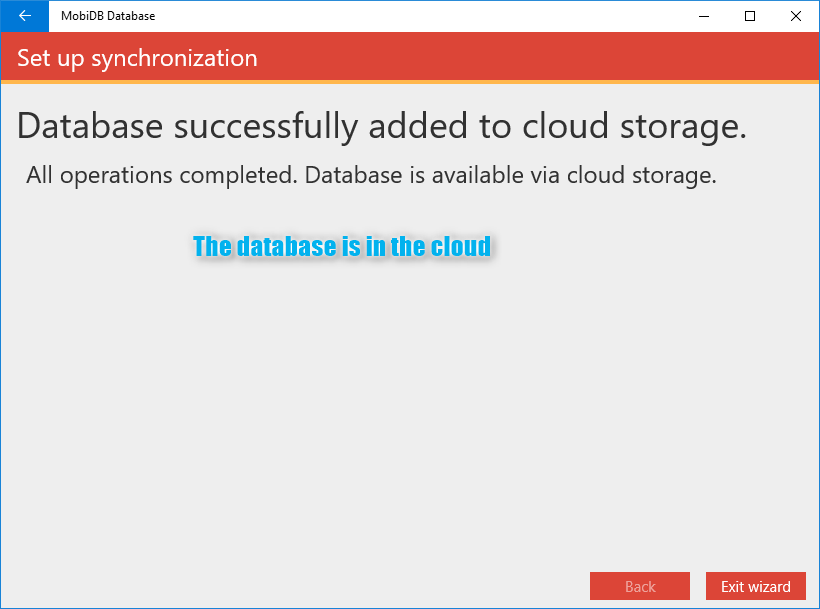 MobiDB Database
Set up synchronization
Database successfully added to cloud storage.
All operations completed. Database is available via cloud storage.
The database is in the cloud
Back
Exit wizard